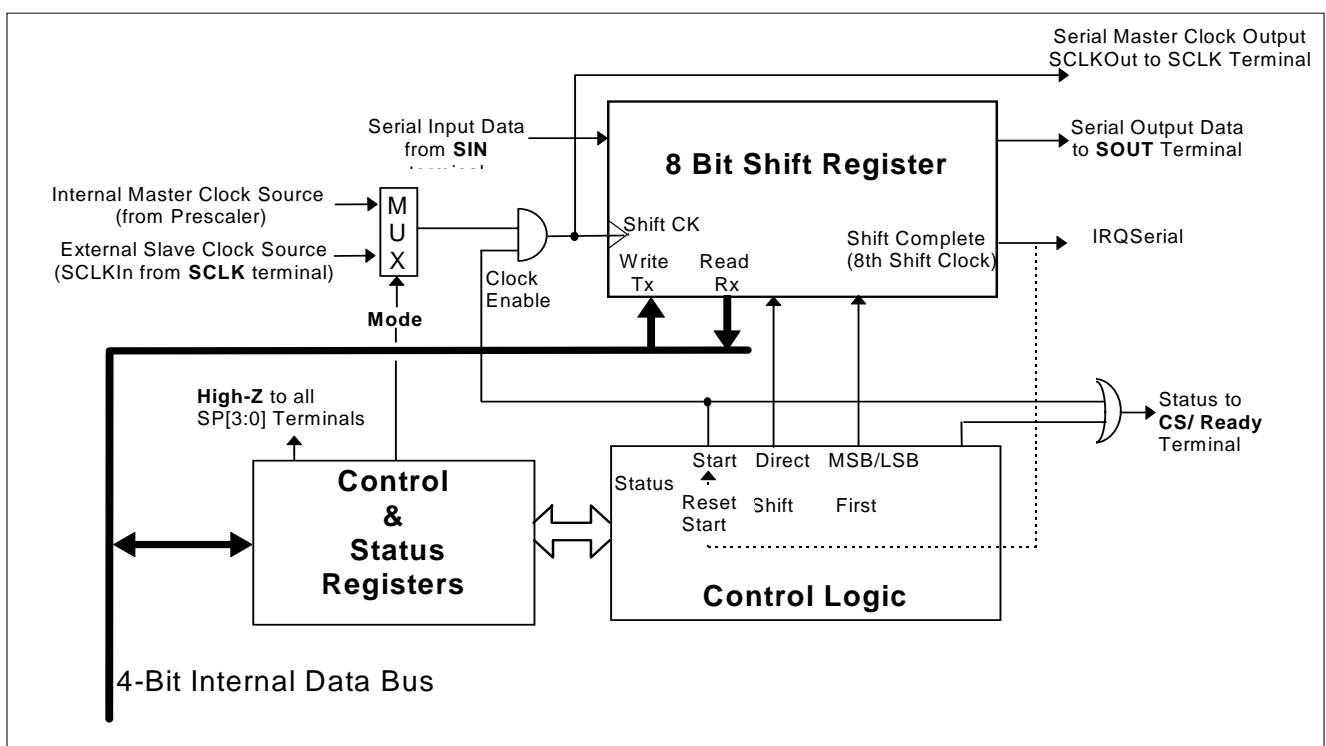 Serial Master Clock Output
SCLKOut to SCLK Terminal
Serial Input Data
from SIN
Serial Output Data
to SOUT Terminal
8 Bit Shift Register
Internal Master Clock Source
(from Prescaler)
M
U
X
External Slave Clock Source
(SCLKIn from SCLK terminal)
Shift CK
Shift Complete
(8th Shift Clock)
IRQSerial
Write
Tx
Read
Rx
Clock
Enable
Mode
High-Z to all
SP[3:0] Terminals
Status to
CS/ Ready
Terminal
Control
&
Status
Registers
Status
Start Direct MSB/LSB
Reset
Start
Shift
First
Control Logic
4-Bit Internal Data Bus